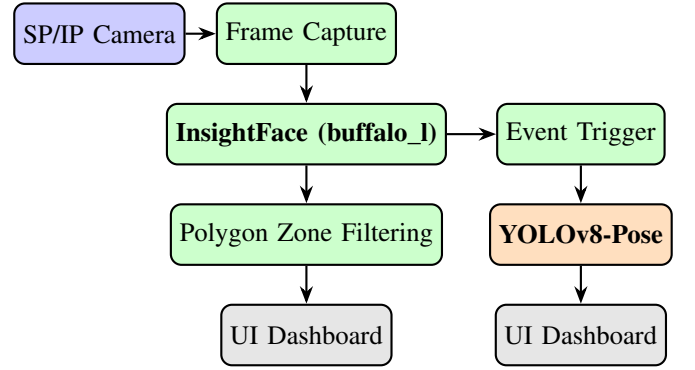 SP/IP Camera
Frame Capture
InsightFace (buffalo_l)
Event Trigger
Polygon Zone Filtering
YOLOv8-Pose
UI Dashboard
UI Dashboard